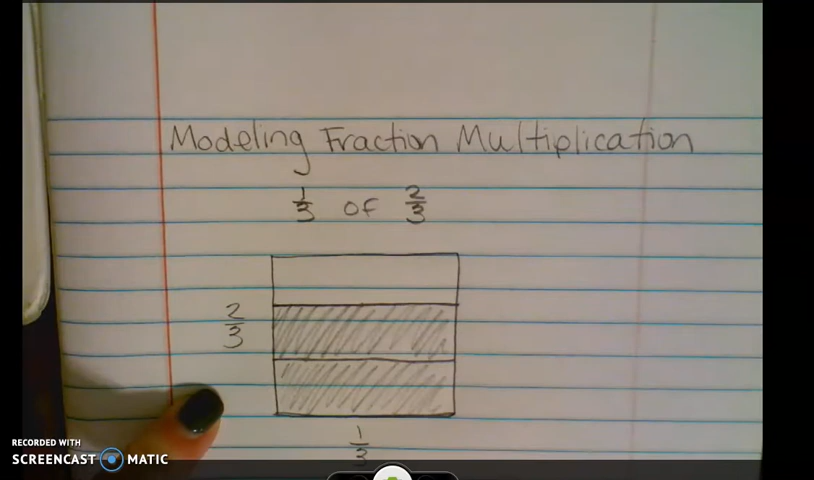 Modeling Fraction Multiplication
1/3 of 2/3
2/3
1/3
RECORDED WITH
SCREENCAST MATIC